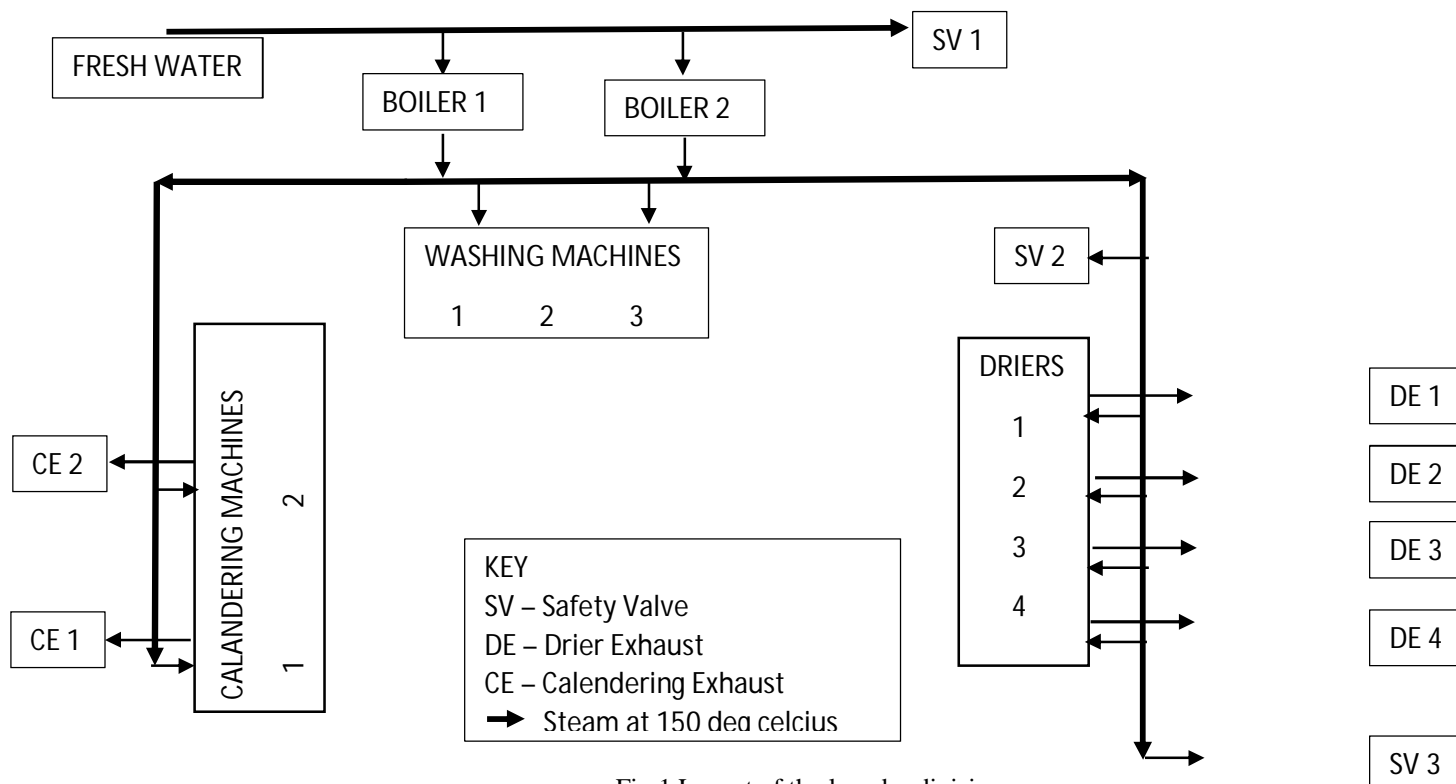 SV 1
FRESH WATER
BOILER 1
BOILER 2
WASHING MACHINES
1 2 3
SV 2
DRIERS
1
2
3
4
DE 1
DE 2
DE 3
DE 4
SV 3
CE 2
CE 1
CALANDERING MACHINES
1 2
KEY
SV – Safety Valve
DE – Drier Exhaust
CE – Calendering Exhaust
Steam at 150 deg celcius